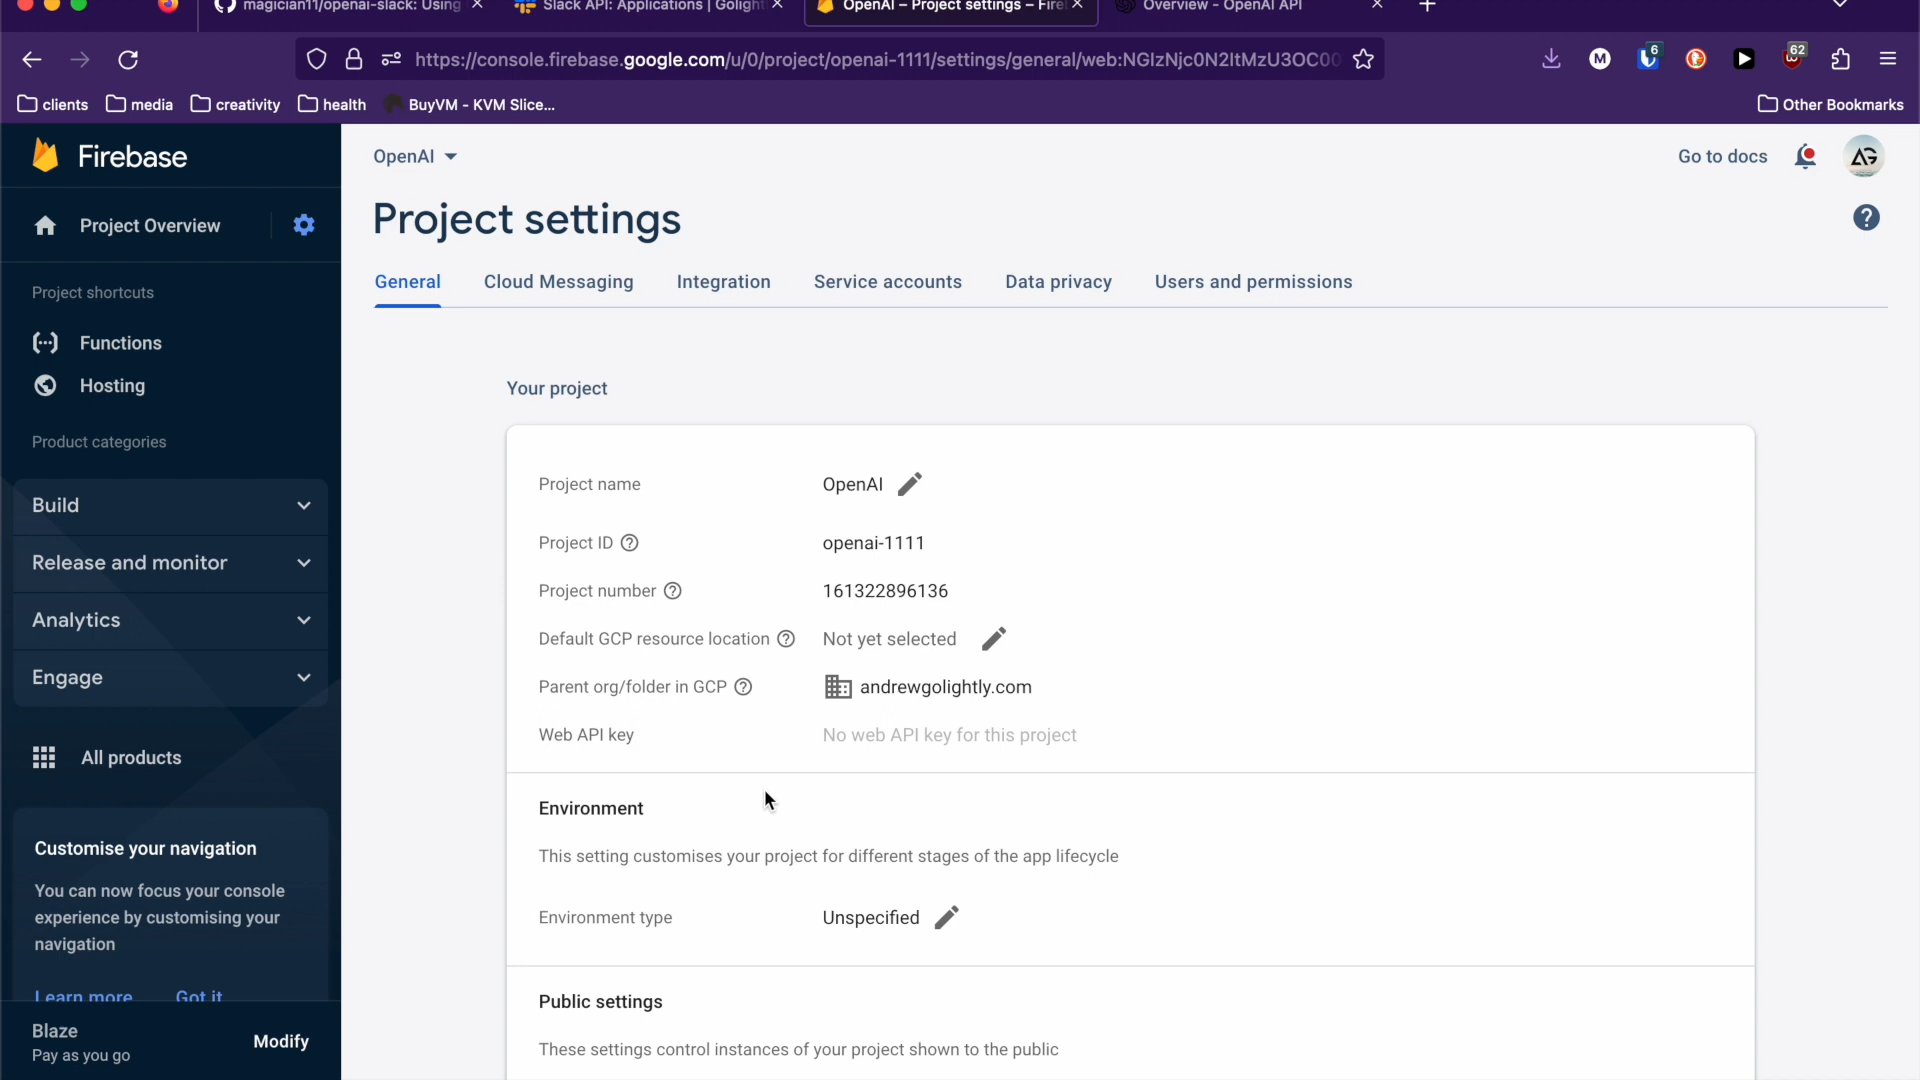 magician11/openai-slack: Using
Slack API: Applications | Golight
OpenAI – Project settings – Fire
Overview - OpenAI API
https://console.firebase.google.com/u/0/project/openai-1111/settings/general/web:NGIzNjc0N2ItMzU3OC00
M
6
62
clients
media
creativity
health
BuyVM - KVM Slice...
Other Bookmarks
Firebase
OpenAI
Go to docs
AG
Project Overview
Project settings
General
Cloud Messaging
Integration
Service accounts
Data privacy
Users and permissions
Project shortcuts
Functions
Hosting
Product categories
Build
Release and monitor
Analytics
Engage
All products
Customise your navigation
You can now focus your console
experience by customising your
navigation
Learn more
Got it
Blaze
Pay as you go
Modify
Your project
Project name
OpenAI
Project ID
openai-1111
Project number
161322896136
Default GCP resource location
Not yet selected
Parent org/folder in GCP
andrewgolightly.com
Web API key
No web API key for this project
Environment
This setting customises your project for different stages of the app lifecycle
Environment type
Unspecified
Public settings
These settings control instances of your project shown to the public